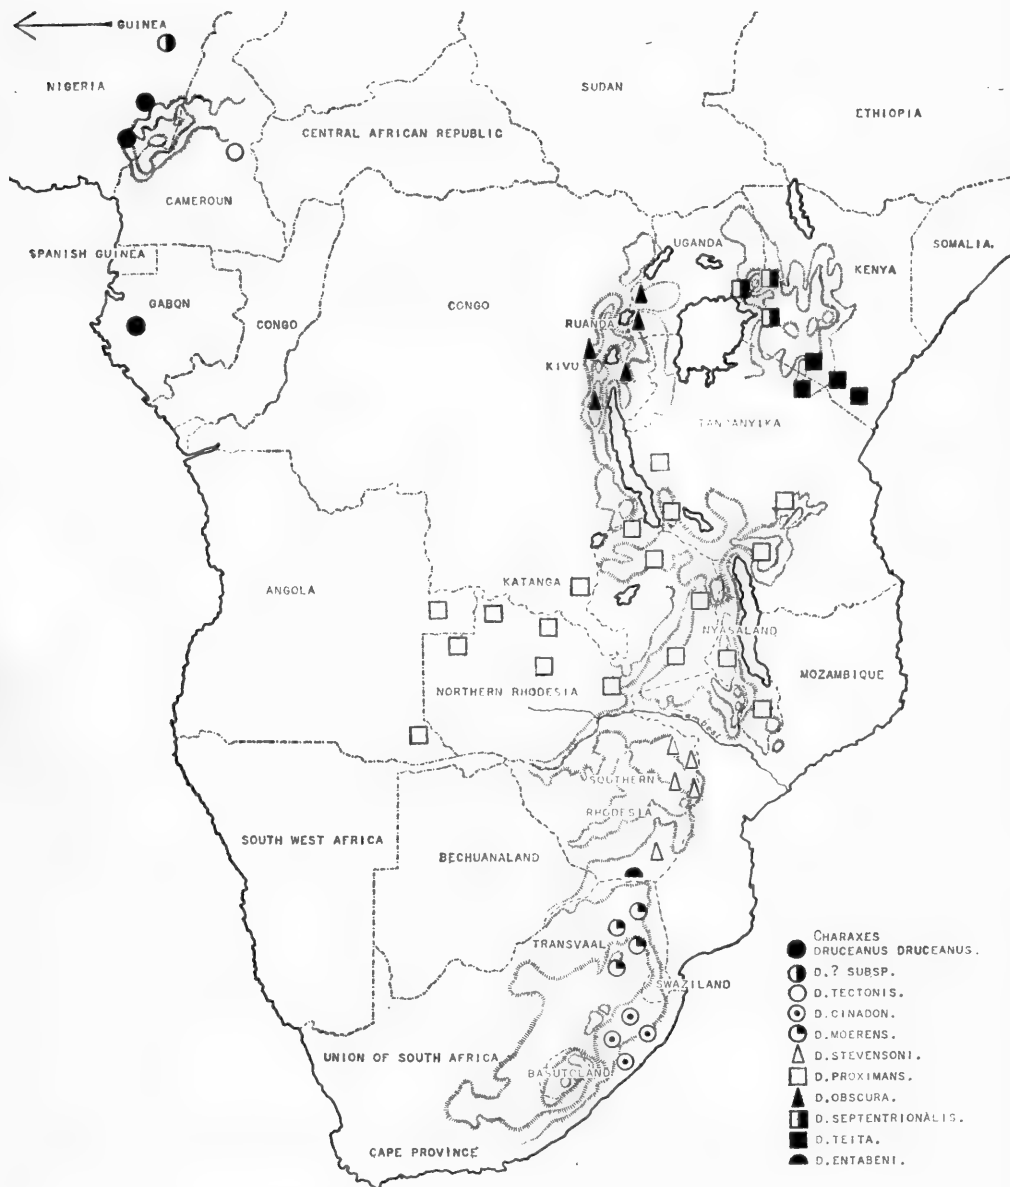 GUINEA
NIGERIA
SUDAN
ETHIOPIA
CENTRAL AFRICAN REPUBLIC
CAMEROUN
SPANISH GUINEA
UGANDA
SOMALIA.
KENYA
GABON
CONGO
CONGO
RUANDA
KIVU
TANGANYIKA
KATANGA
ANGOLA
NYASALAND
MOZAMBIQUE
NORTHERN RHODESIA
SOUTHERN
RHODESIA
SOUTH WEST AFRICA
BECHUANALAND
TRANSVAAL
SWAZILAND
UNION OF SOUTH AFRICA
BASUTOLAND
CAPE PROVINCE
CHARAXES
DRUCEANUS DRUCEANUS.
D.? SUBSP.
D.TECTONIS.
D.CINADON.
D.MOERENS.
D.STEVENSONI.
D.PROXIMANS.
D.OBSCURA.
D.SEPTENTRIONÀLIS.
D.TEITA.
D.ENTABENI.